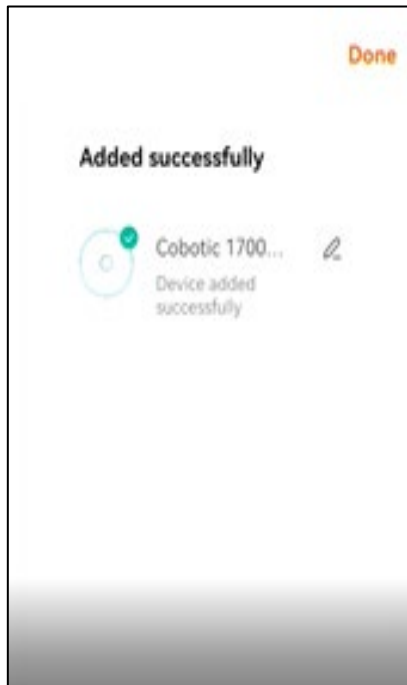 Done
Added successfully
Cobotic 1700...
Device added
successfully